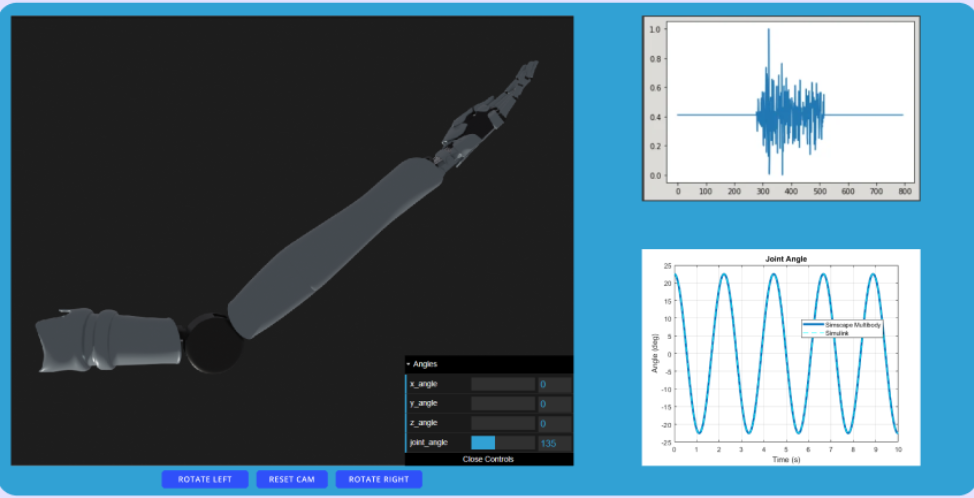 Angles
x_angle 0
y_angle 0
z_angle 0
joint_angle 135
Close Controls
ROTATE LEFT
RESET CAM
ROTATE RIGHT
1.0
0.8
0.6
0.4
0.2
0.0
0 100 200 300 400 500 600 700 800
Joint Angle
25
20
15
10
5
0
-5
-10
-15
-20
-25
Angle (deg)
Simscape Multibody
Simulink
0 1 2 3 4 5 6 7 8 9 10
Time (s)